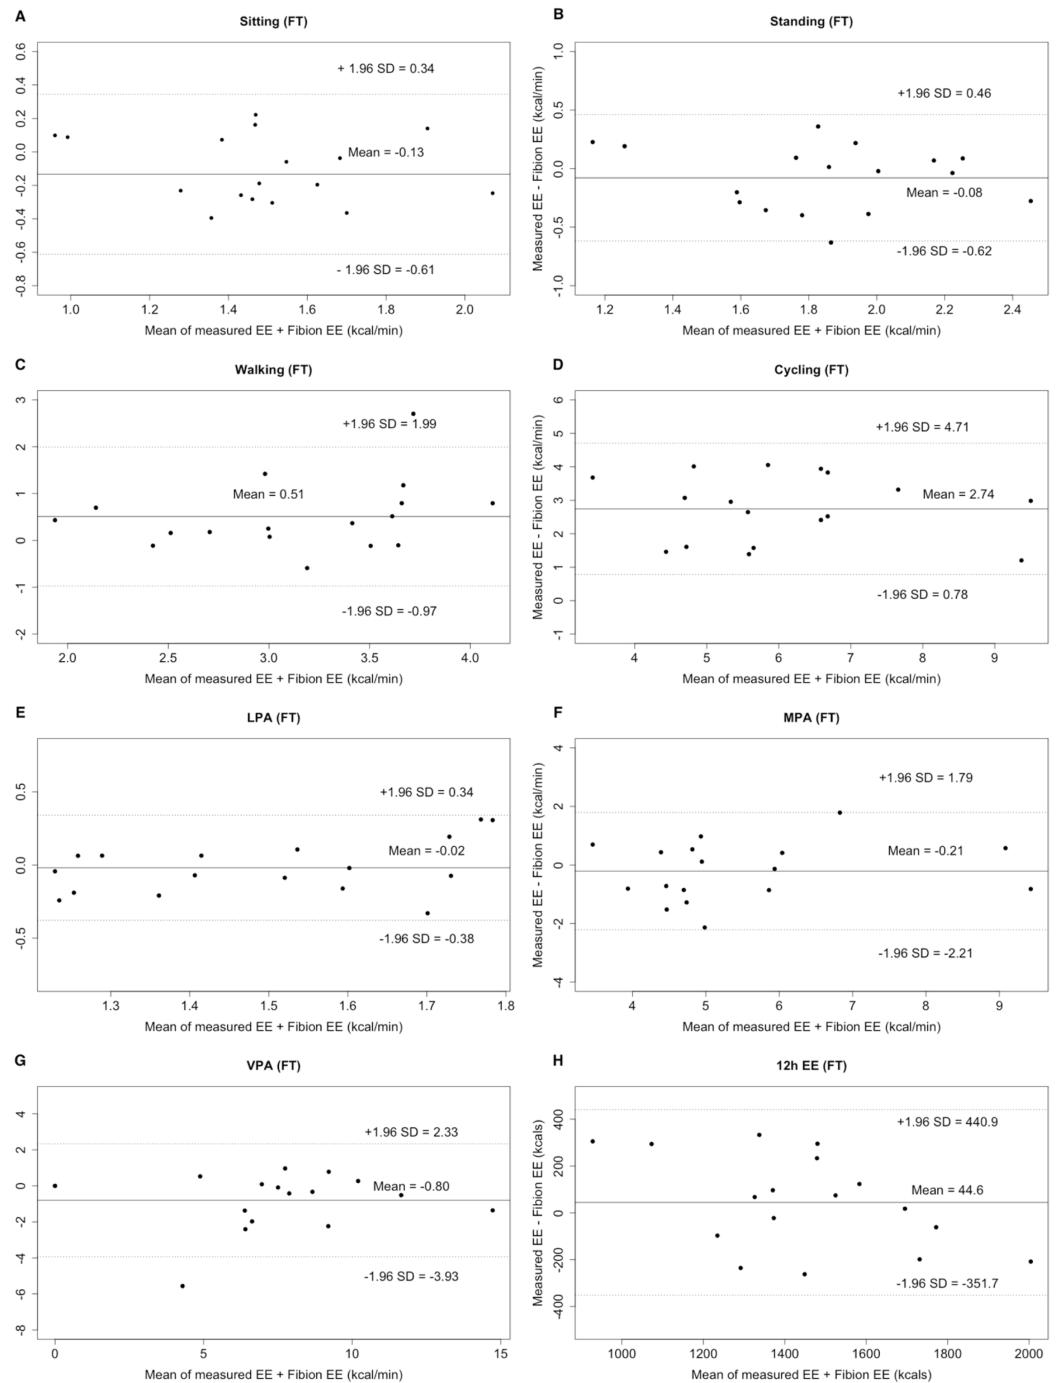 A
Sitting (FT)
0.6
0.4
0.2
0.0
-0.2
-0.4
-0.6
-0.8
+ 1.96 SD = 0.34
Mean = -0.13
- 1.96 SD = -0.61
1.0 1.2 1.4 1.6 1.8 2.0
Mean of measured EE + Fibion EE (kcal/min)
B
Standing (FT)
Measured EE - Fibion EE (kcal/min)
1.0
0.5
0.0
-0.5
-1.0
+1.96 SD = 0.46
Mean = -0.08
-1.96 SD = -0.62
1.2 1.4 1.6 1.8 2.0 2.2 2.4
Mean of measured EE + Fibion EE (kcal/min)
C
Walking (FT)
3
2
1
0
-1
-2
+1.96 SD = 1.99
Mean = 0.51
-1.96 SD = -0.97
2.0 2.5 3.0 3.5 4.0
Mean of measured EE + Fibion EE (kcal/min)
D
Cycling (FT)
Measured EE - Fibion EE (kcal/min)
6
5
4
3
2
1
0
-1
+1.96 SD = 4.71
Mean = 2.74
-1.96 SD = 0.78
4 5 6 7 8 9
Mean of measured EE + Fibion EE (kcal/min)
E
LPA (FT)
0.5
0.0
-0.5
+1.96 SD = 0.34
Mean = -0.02
-1.96 SD = -0.38
1.3 1.4 1.5 1.6 1.7 1.8
Mean of measured EE + Fibion EE (kcal/min)
F
MPA (FT)
Measured EE - Fibion EE (kcal/min)
4
2
0
-2
-4
+1.96 SD = 1.79
Mean = -0.21
-1.96 SD = -2.21
4 5 6 7 8 9
Mean of measured EE + Fibion EE (kcal/min)
G
VPA (FT)
4
2
0
-2
-4
-6
-8
+1.96 SD = 2.33
Mean = -0.80
-1.96 SD = -3.93
0 5 10 15
Mean of measured EE + Fibion EE (kcal/min)
H
12h EE (FT)
Measured EE - Fibion EE (kcals)
400
200
0
-200
-400
+1.96 SD = 440.9
Mean = 44.6
-1.96 SD = -351.7
1000 1200 1400 1600 1800 2000
Mean of measured EE + Fibion EE (kcals)